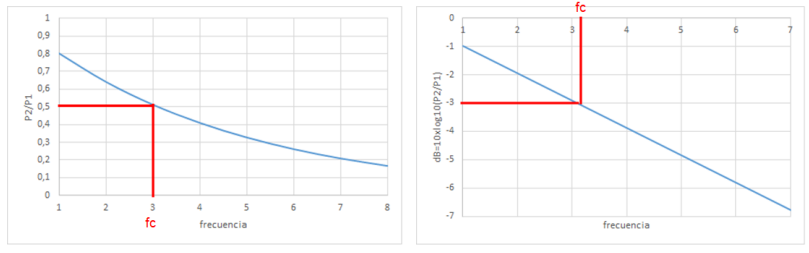 1
0,9
0,8
0,7
0,6
0,5
0,4
0,3
0,2
0,1
0
P2/P1
1 2 3 4 5 6 7 8
fc
frecuencia
fc
0
-1
-2
-3
-4
-5
-6
-7
dB=10xlog10(P2/P1)
1 2 3 4 5 6 7
frecuencia